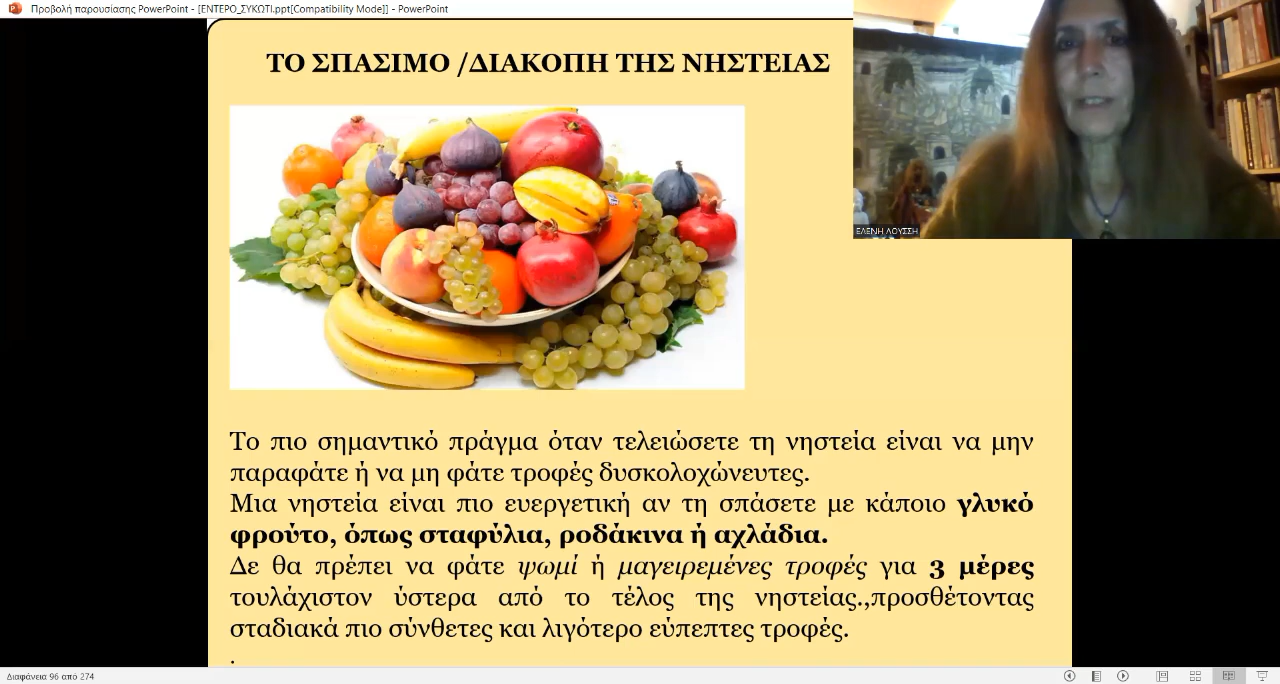 Προβολή παρουσίασης PowerPoint - [ΕΝΤΕΡΟ_ΣΥΚΩΤΙ.ppt[Compatibility Mode]] - PowerPoint
ΤΟ ΣΠΑΣΙΜΟ /ΔΙΑΚΟΠΗ ΤΗΣ ΝΗΣΤΕΙΑΣ
ΕΛΕΝΗ ΛΟΥΣΣΗ
Το πιο σημαντικό πράγμα όταν τελειώσετε τη νηστεία είναι να μην
παραφάτε ή να μη φάτε τροφές δυσκολοχώνευτες.
Μια νηστεία είναι πιο ευεργετική αν τη σπάσετε με κάποιο γλυκό
φρούτο, όπως σταφύλια, ροδάκινα ή αχλάδια.
Δε θα πρέπει να φάτε ψωμί ή μαγειρεμένες τροφές για 3 μέρες
τουλάχιστον ύστερα από το τέλος της νηστείας.,προσθέτοντας
σταδιακά πιο σύνθετες και λιγότερο εύπεπτες τροφές.
.
Διαφάνεια 96 από 274